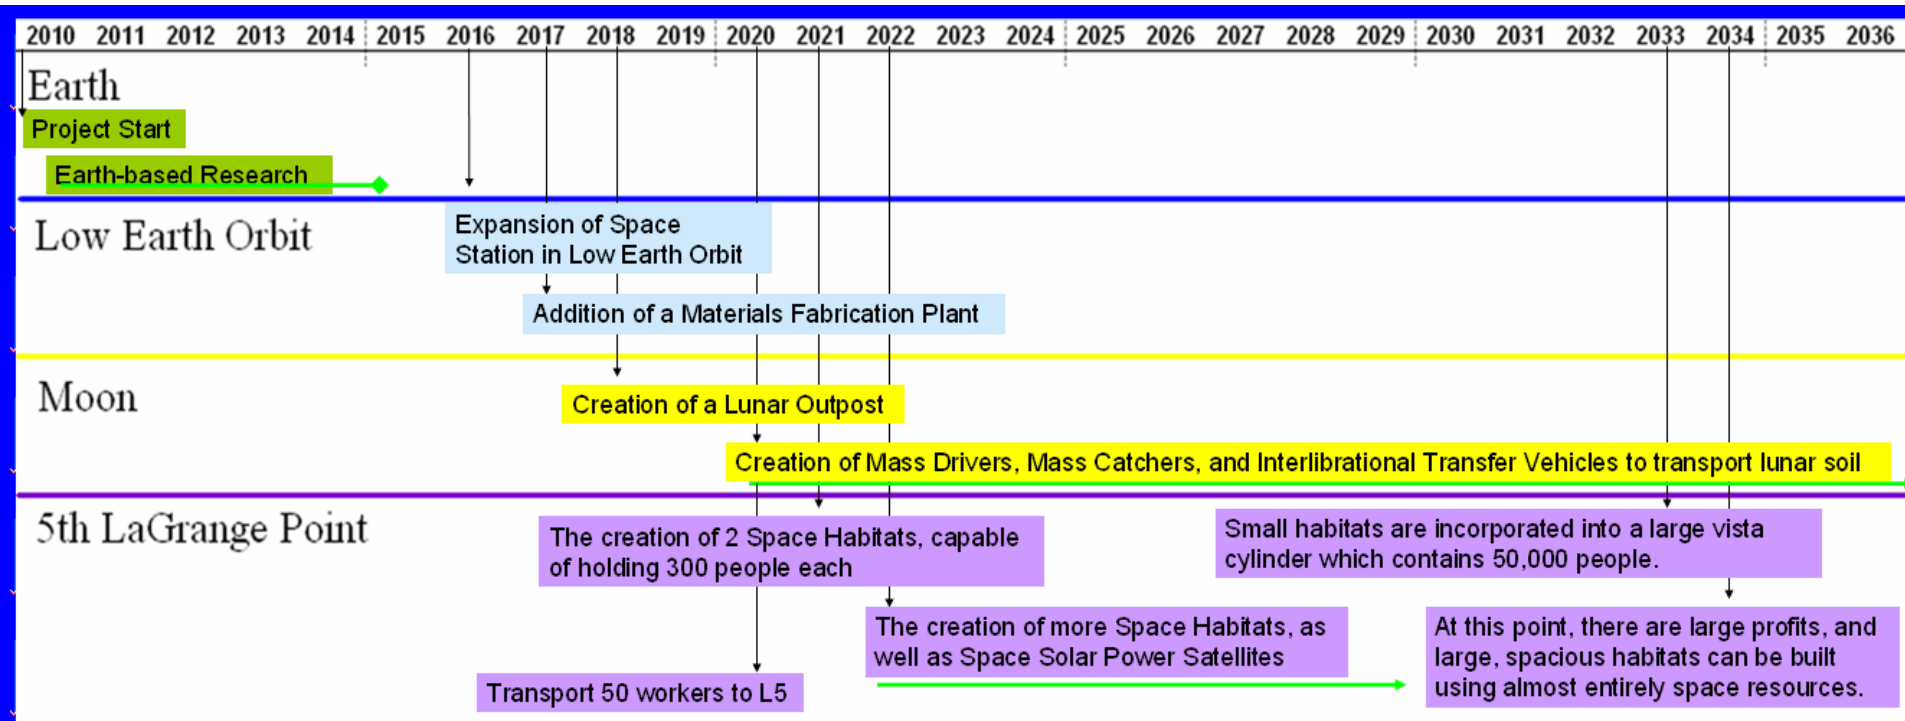 2010 2011 2012 2013 2014 2015 2016 2017 2018 2019 2020 2021 2022 2023 2024 2025 2026 2027 2028 2029 2030 2031 2032 2033 2034 2035 2036
Earth
Project Start
Earth-based Research
Low Earth Orbit
Expansion of Space
Station in Low Earth Orbit
Addition of a Materials Fabrication Plant
Moon
Creation of a Lunar Outpost
Creation of Mass Drivers, Mass Catchers, and Interlibrational Transfer Vehicles to transport lunar soil
5th LaGrange Point
The creation of 2 Space Habitats, capable
of holding 300 people each
Small habitats are incorporated into a large vista
cylinder which contains 50,000 people.
The creation of more Space Habitats, as
well as Space Solar Power Satellites
At this point, there are large profits, and
large, spacious habitats can be built
using almost entirely space resources.
Transport 50 workers to L5